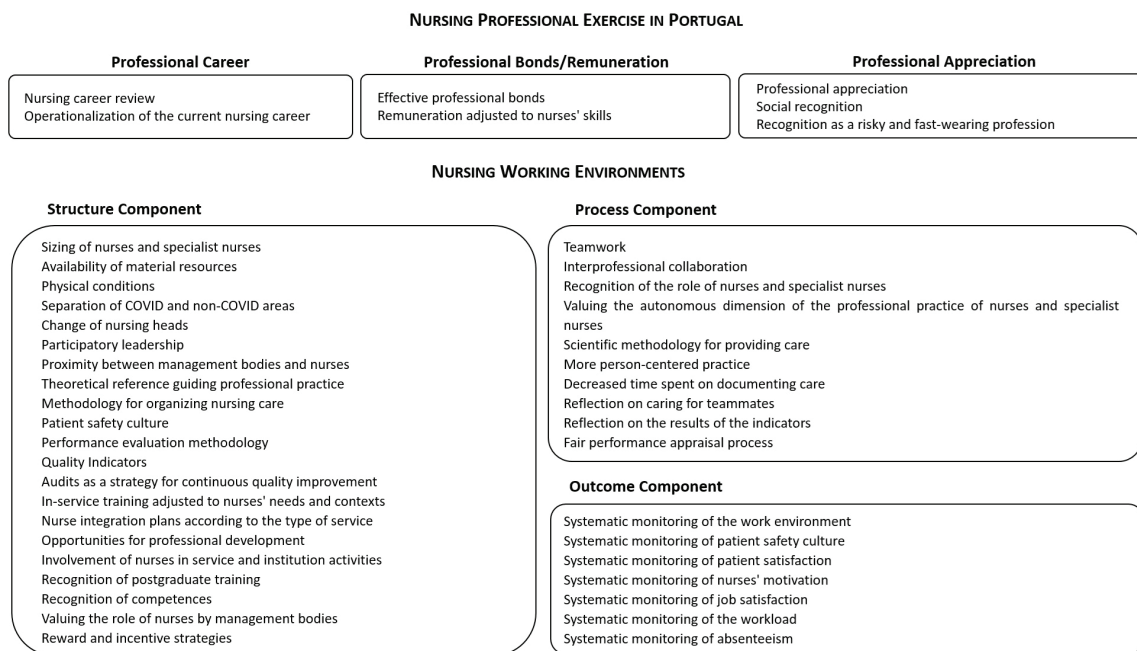 NURSING PROFESSIONAL EXERCISE IN PORTUGAL
Professional Career
Nursing career review
Operationalization of the current nursing career
Professional Bonds/Remuneration
Effective professional bonds
Remuneration adjusted to nurses' skills
Professional Appreciation
Professional appreciation
Social recognition
Recognition as a risky and fast-wearing profession
NURSING WORKING ENVIRONMENTS
Structure Component
Sizing of nurses and specialist nurses
Availability of material resources
Physical conditions
Separation of COVID and non-COVID areas
Change of nursing heads
Participatory leadership
Proximity between management bodies and nurses
Theoretical reference guiding professional practice
Methodology for organizing nursing care
Patient safety culture
Performance evaluation methodology
Quality Indicators
Audits as a strategy for continuous quality improvement
In-service training adjusted to nurses' needs and contexts
Nurse integration plans according to the type of service
Opportunities for professional development
Involvement of nurses in service and institution activities
Recognition of postgraduate training
Recognition of competences
Valuing the role of nurses by management bodies
Reward and incentive strategies
Process Component
Teamwork
Interprofessional collaboration
Recognition of the role of nurses and specialist nurses
Valuing the autonomous dimension of the professional practice of nurses and specialist
nurses
Scientific methodology for providing care
More person-centered practice
Decreased time spent on documenting care
Reflection on caring for teammates
Reflection on the results of the indicators
Fair performance appraisal process
Outcome Component
Systematic monitoring of the work environment
Systematic monitoring of patient safety culture
Systematic monitoring of patient satisfaction
Systematic monitoring of nurses' motivation
Systematic monitoring of job satisfaction
Systematic monitoring of the workload
Systematic monitoring of absenteeism